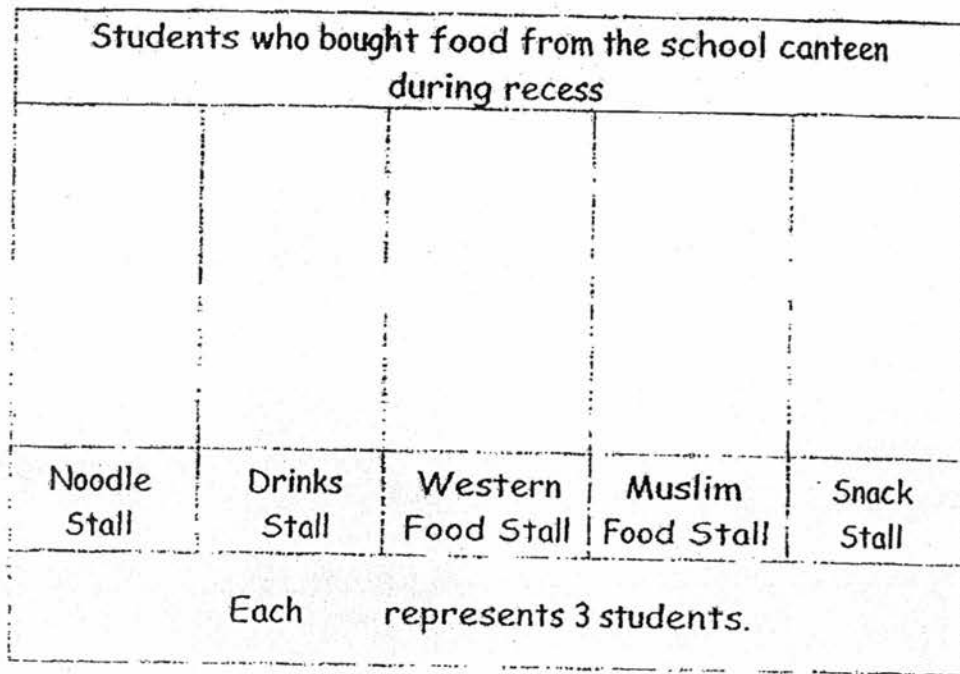 Students who bought food from the school canteen
during recess
Noodle Stall
Drinks Stall
Western Food Stall
Muslim Food Stall
Snack Stall
Each represents 3 students.